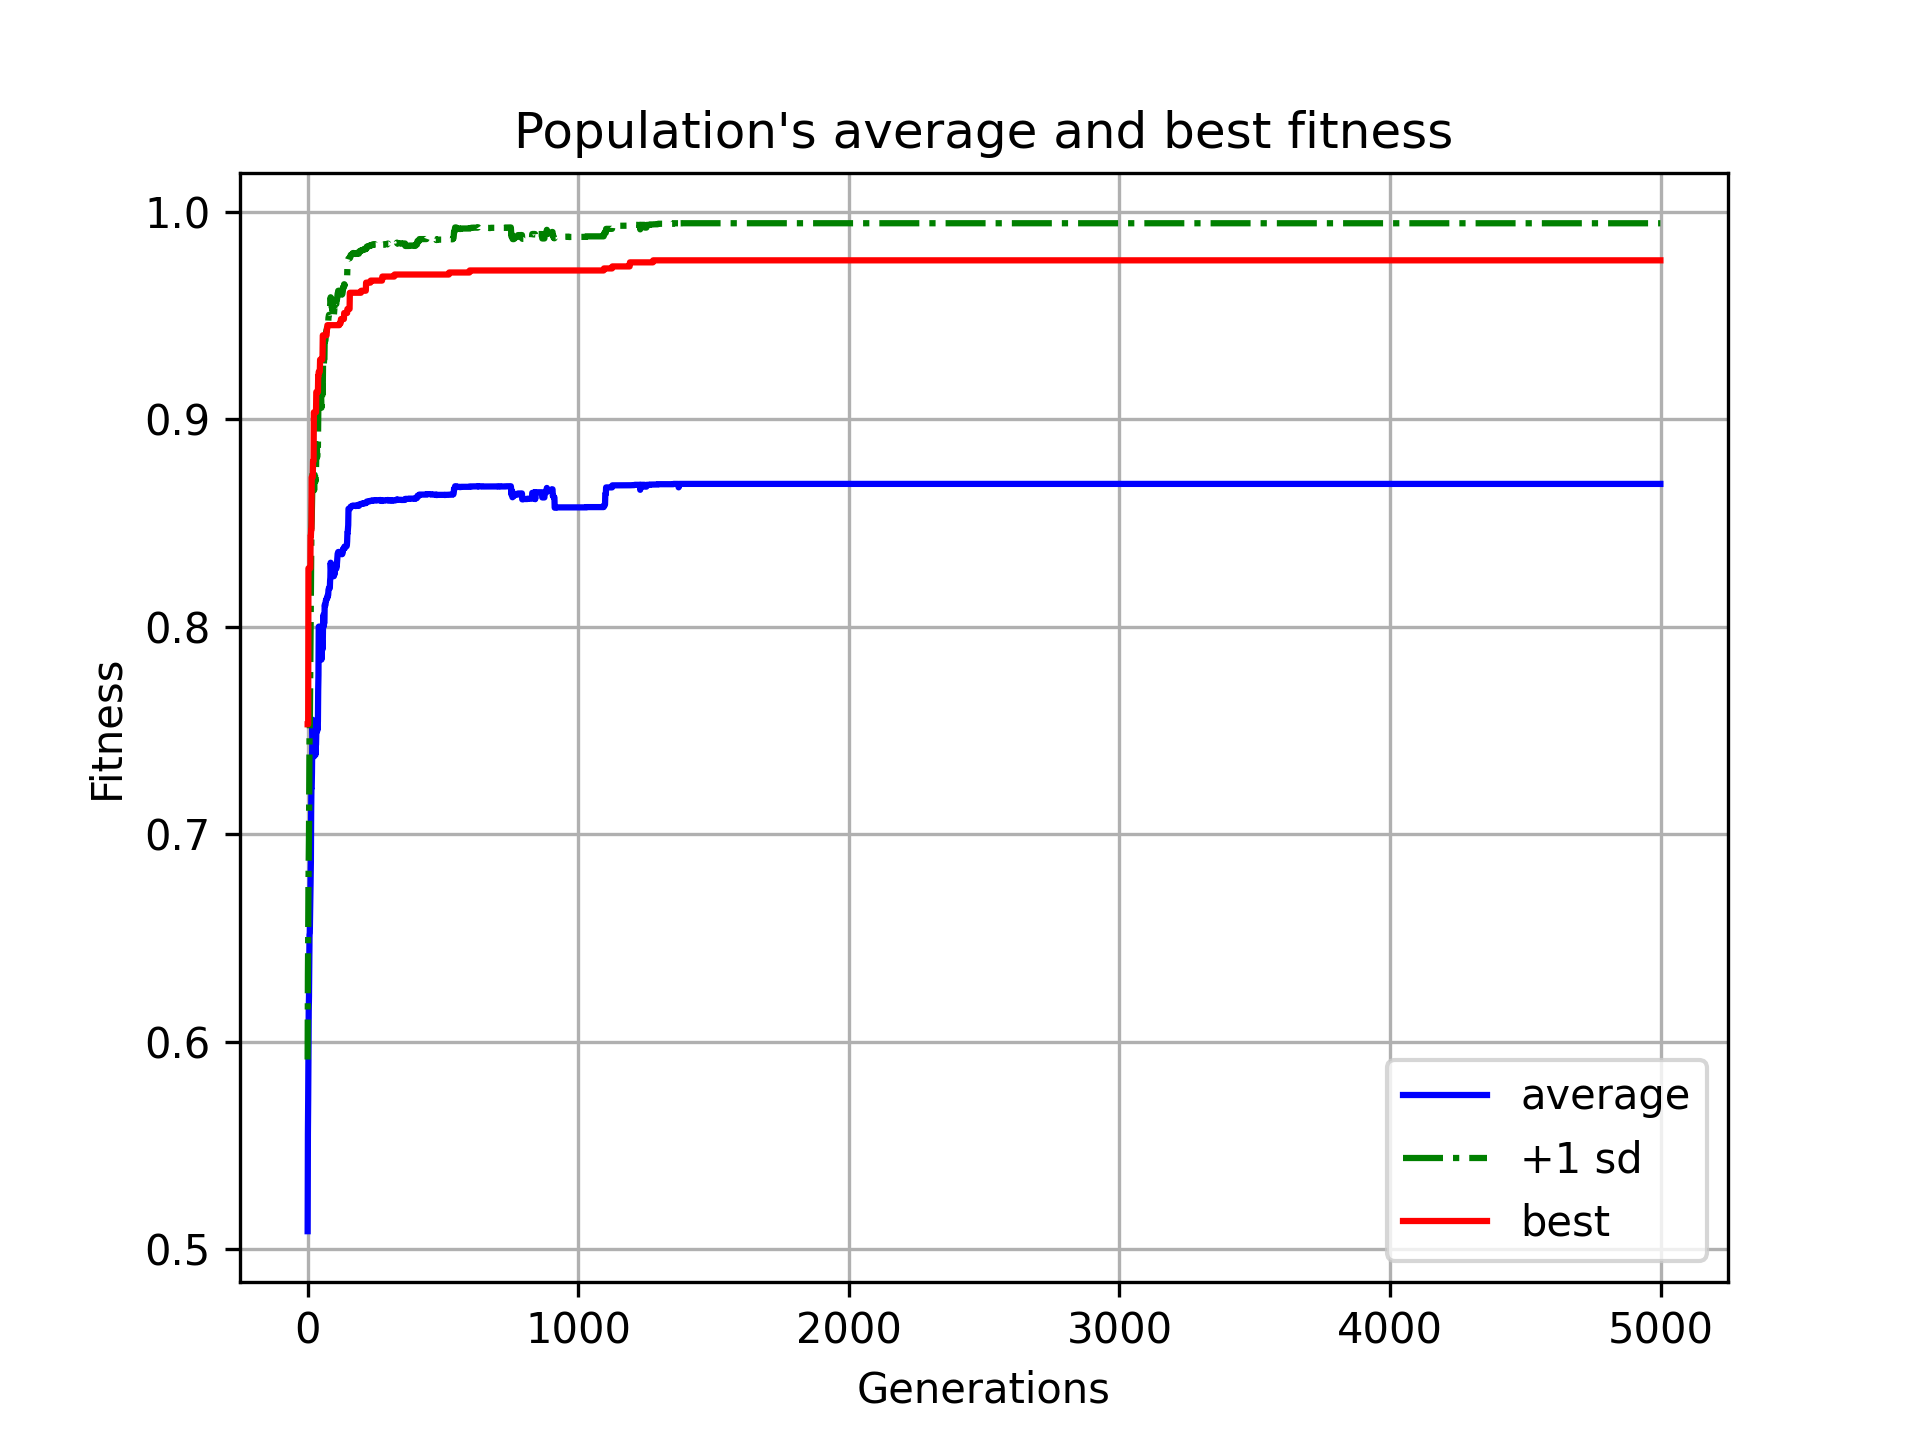 Population's average and best fitness
1.0
0.9
0.8
0.7
0.6
0.5
Fitness
0 1000 2000 3000 4000 5000
Generations
average
+1 sd
best